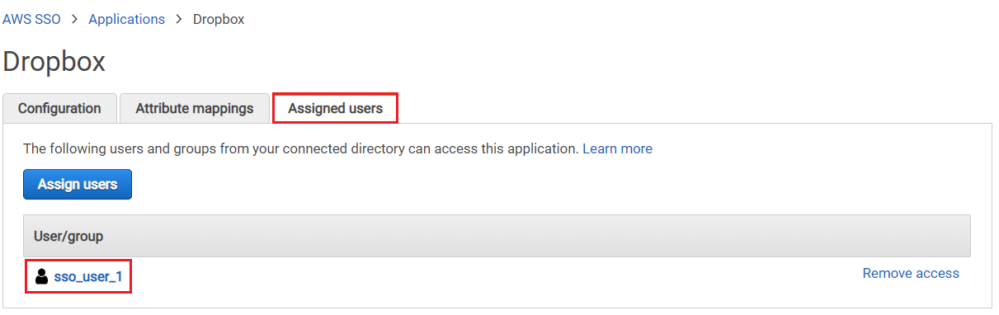 AWS SSO > Applications > Dropbox
Dropbox
Configuration Attribute mappings Assigned users
The following users and groups from your connected directory can access this application. Learn more
Assign users
User/group
sso_user_1 Remove access